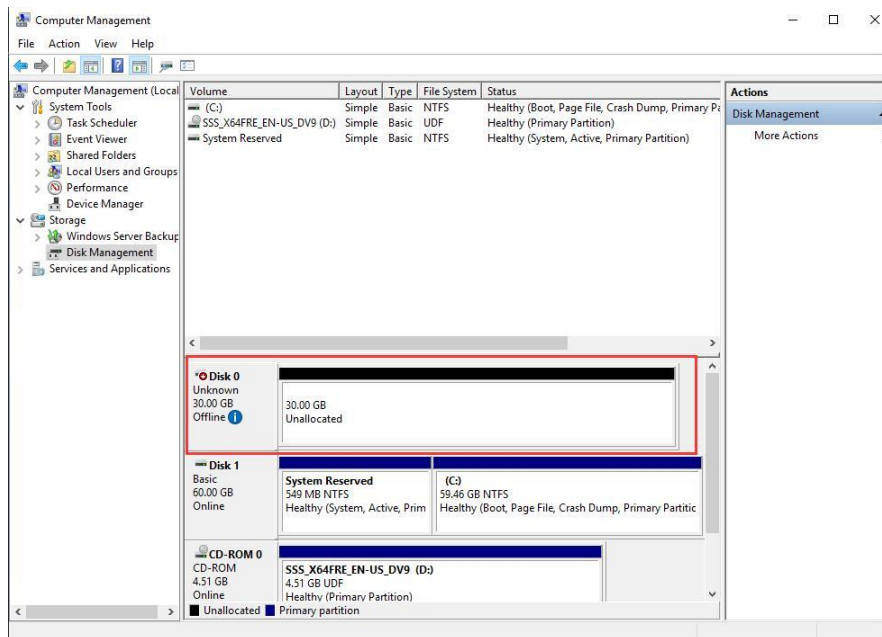 Computer Management
File Action View Help
Computer Management (Local
System Tools
Task Scheduler
Event Viewer
Shared Folders
Local Users and Groups
Performance
Device Manager
Storage
Windows Server Backup
Disk Management
Services and Applications
Volume Layout Type File System Status
(C:) Simple Basic NTFS Healthy (Boot, Page File, Crash Dump, Primary Pa
SSS_X64FRE_EN-US_DV9 (D:) Simple Basic UDF Healthy (Primary Partition)
System Reserved Simple Basic NTFS Healthy (System, Active, Primary Partition)
Disk 0
Unknown
30.00 GB
Offline
30.00 GB
Unallocated
Disk 1
Basic
60.00 GB
Online
System Reserved
549 MB NTFS
Healthy (System, Active, Prim
(C:)
59.46 GB NTFS
Healthy (Boot, Page File, Crash Dump, Primary Partitic
CD-ROM 0
CD-ROM
4.51 GB
Online
SSS_X64FRE_EN-US_DV9 (D:)
4.51 GB UDF
Healthy (Primary Partition)
Unallocated Primary partition
Actions
Disk Management
More Actions